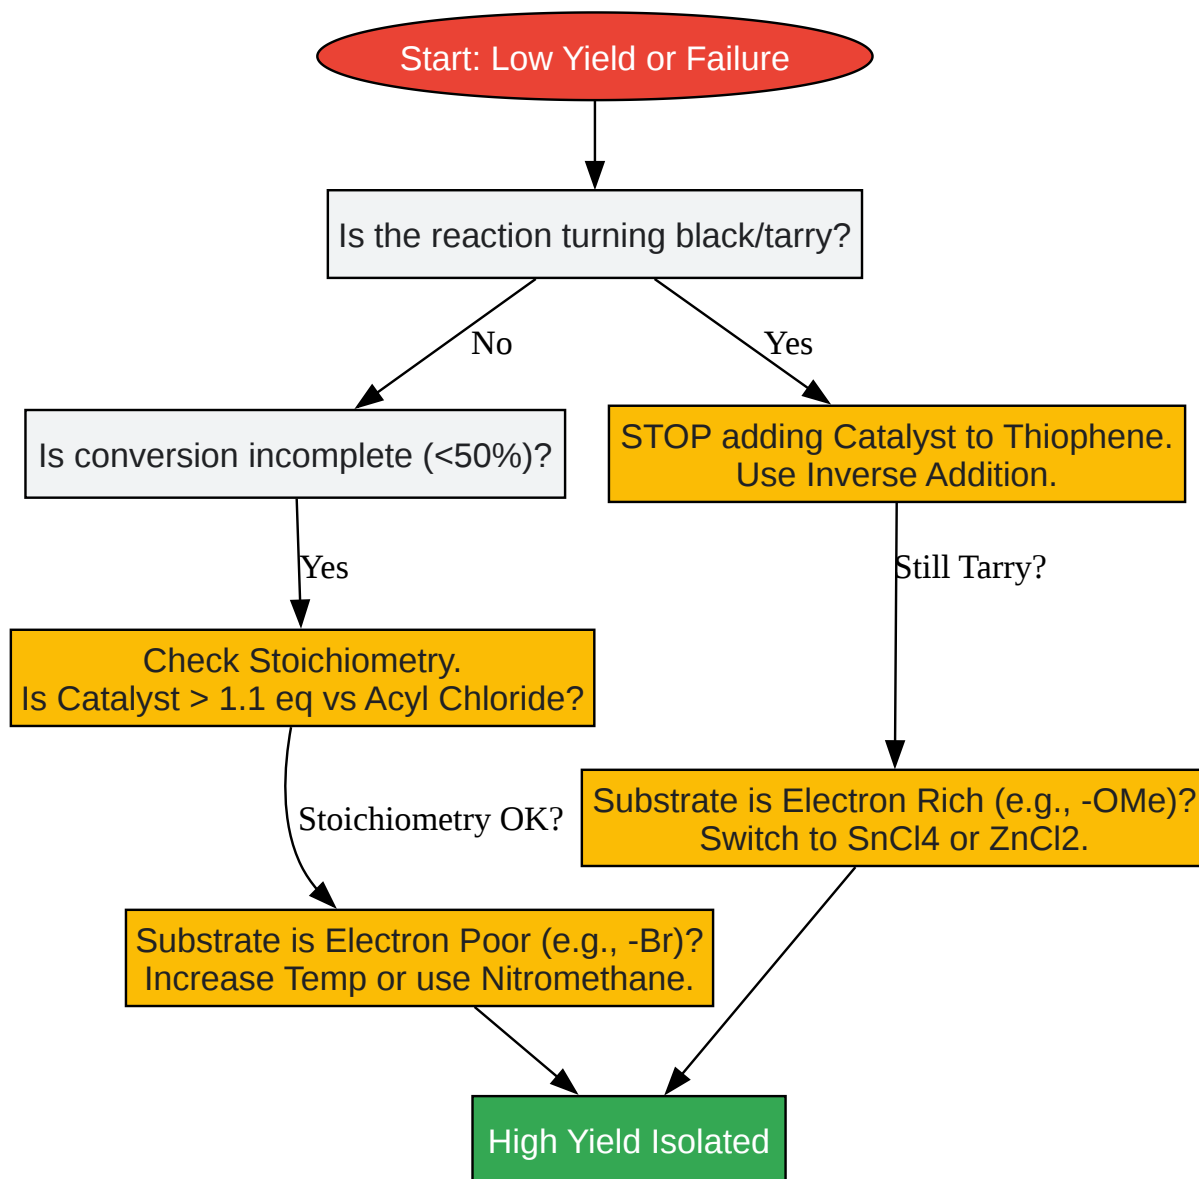 Start: Low Yield or Failure
Is the reaction turning black/tarry?
No
Yes
Is conversion incomplete (<50%)?
STOP adding Catalyst to Thiophene.
Use Inverse Addition.
Yes
Still Tarry?
Check Stoichiometry.
Is Catalyst > 1.1 eq vs Acyl Chloride?
Stoichiometry OK?
Substrate is Electron Rich (e.g., -OMe)?
Switch to SnCl4 or ZnCl2.
Substrate is Electron Poor (e.g., -Br)?
Increase Temp or use Nitromethane.
High Yield Isolated